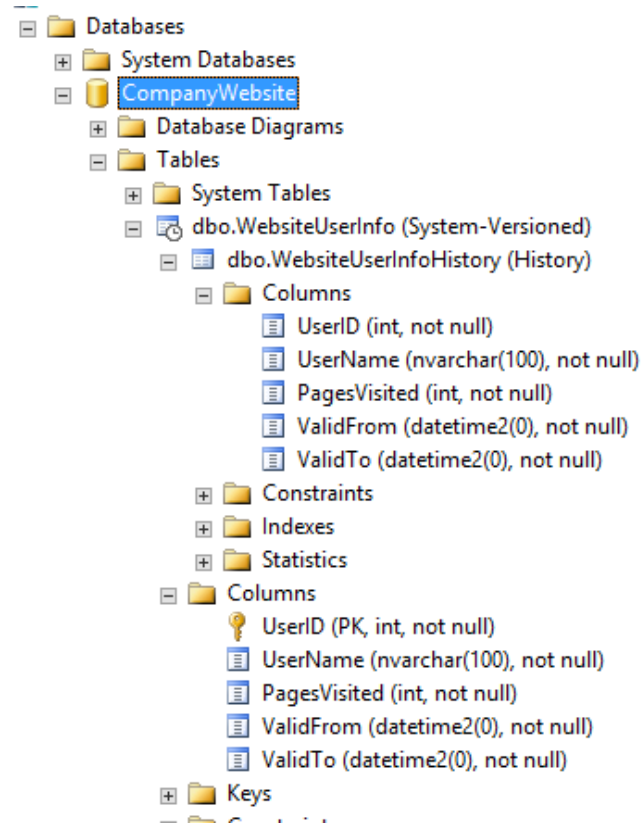 Databases
System Databases
CompanyWebsite
Database Diagrams
Tables
System Tables
dbo.WebsiteUserInfo (System-Versioned)
dbo.WebsiteUserInfoHistory (History)
Columns
UserID (int, not null)
UserName (nvarchar(100), not null)
PagesVisited (int, not null)
ValidFrom (datetime2(0), not null)
ValidTo (datetime2(0), not null)
Constraints
Indexes
Statistics
Columns
UserID (PK, int, not null)
UserName (nvarchar(100), not null)
PagesVisited (int, not null)
ValidFrom (datetime2(0), not null)
ValidTo (datetime2(0), not null)
Keys